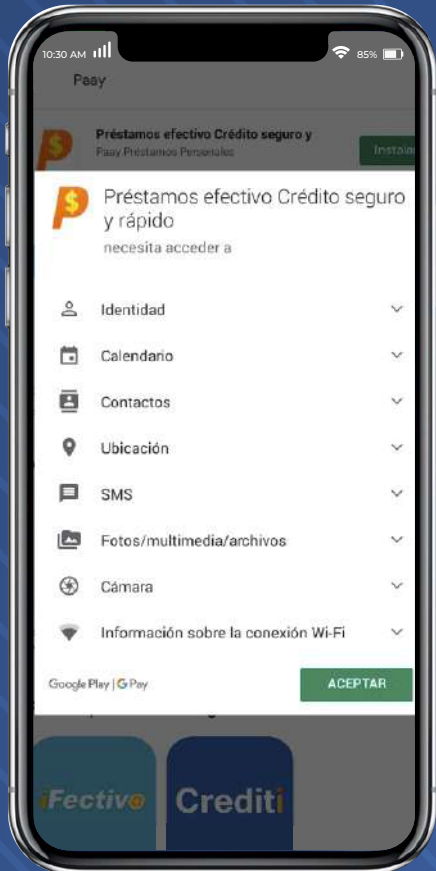 10:30 AM
85%
Paay
Préstamos efectivo Crédito seguro y
Paay Préstamos Personales
Instalar
$
Préstamos efectivo Crédito seguro
y rápido
necesita acceder a
Identidad
Calendario
Contactos
Ubicación
SMS
Fotos/multimedia/archivos
Cámara
Información sobre la conexión Wi-Fi
Google Play | G Pay
ACEPTAR
iFectivo
Crediti